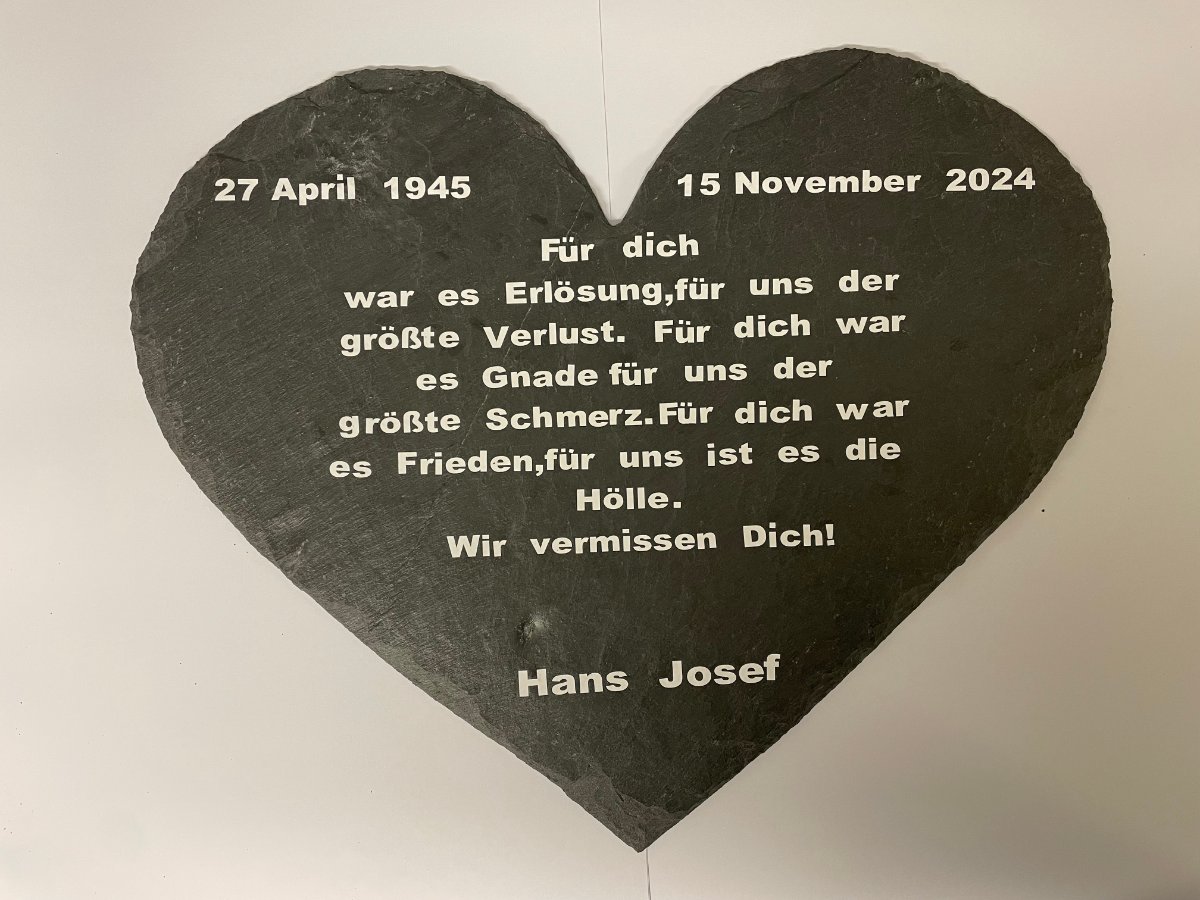 27 April 1945 15 November 2024
Für dich
war es Erlösung,für uns der
größte Verlust. Für dich war
es Gnade für uns der
größte Schmerz.Für dich war
es Frieden,für uns ist es die
Hölle.
Wir vermissen Dich!
Hans Josef